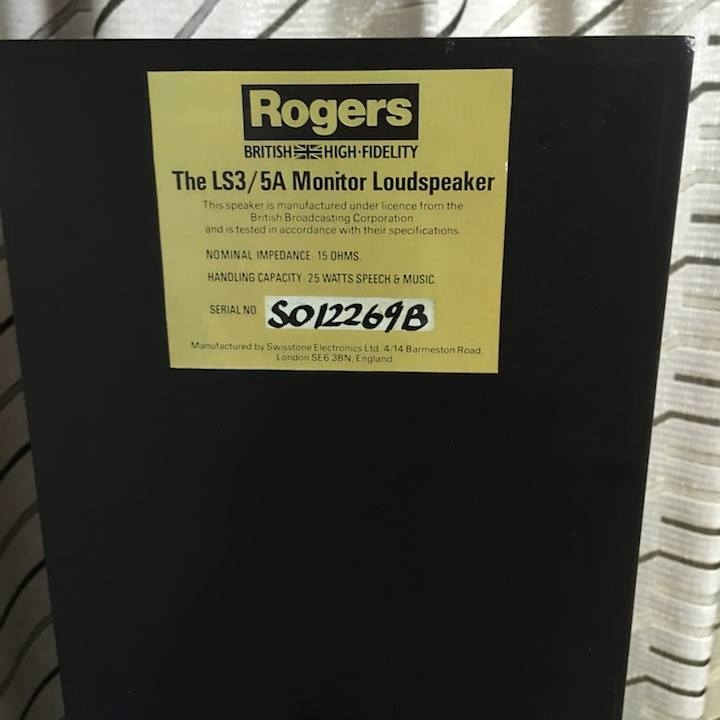 Rogers
BRITISH HIGH·FIDELITY
The LS3/5A Monitor Loudspeaker
This speaker is manufactured under licence from the
British Broadcasting Corporation
and is tested in accordance with their specifications.
NOMINAL IMPEDANCE: 15 OHMS.
HANDLING CAPACITY: 25 WATTS SPEECH & MUSIC.
SERIAL NO. SO12269B
Manufactured by Swisstone Electronics Ltd. 4/14 Barmeston Road,
London SE6 3BN, England.